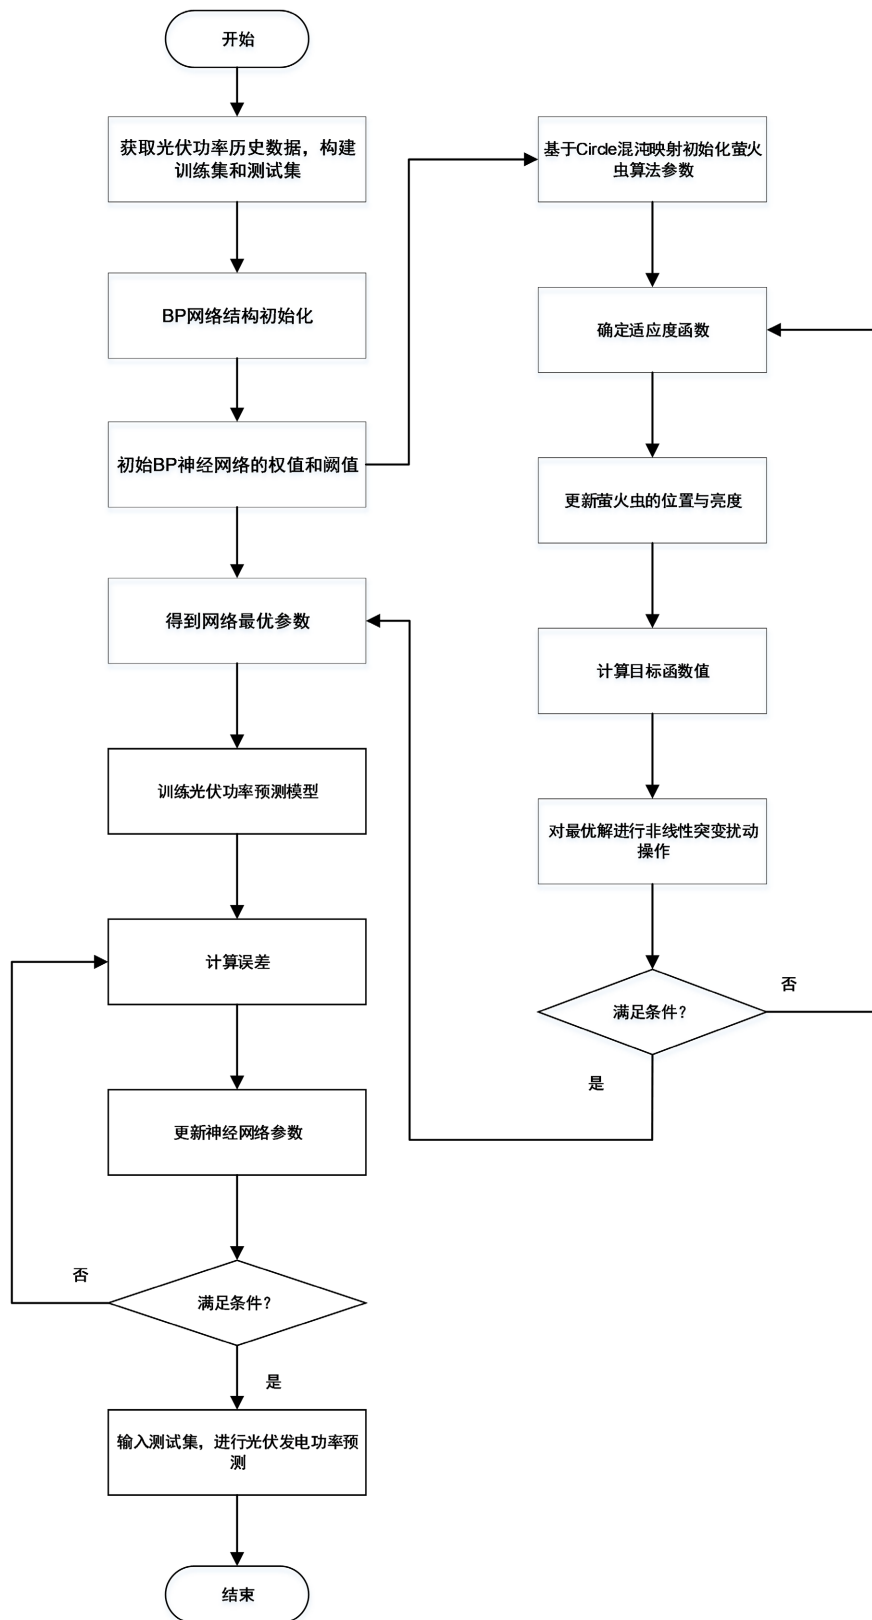 开始
获取光伏功率历史数据，构建
训练集和测试集
BP网络结构初始化
初始BP神经网络的权值和阙值
得到网络最优参数
训练光伏功率预测模型
计算误差
更新神经网络参数
否
满足条件？
是
输入测试集，进行光伏发电功率预
测
结束
基于Circle混沌映射初始化萤火
虫算法参数
确定适应度函数
更新萤火虫的位置与亮度
计算目标函数值
对最优解进行非线性突变扰动
操作
否
满足条件？
是